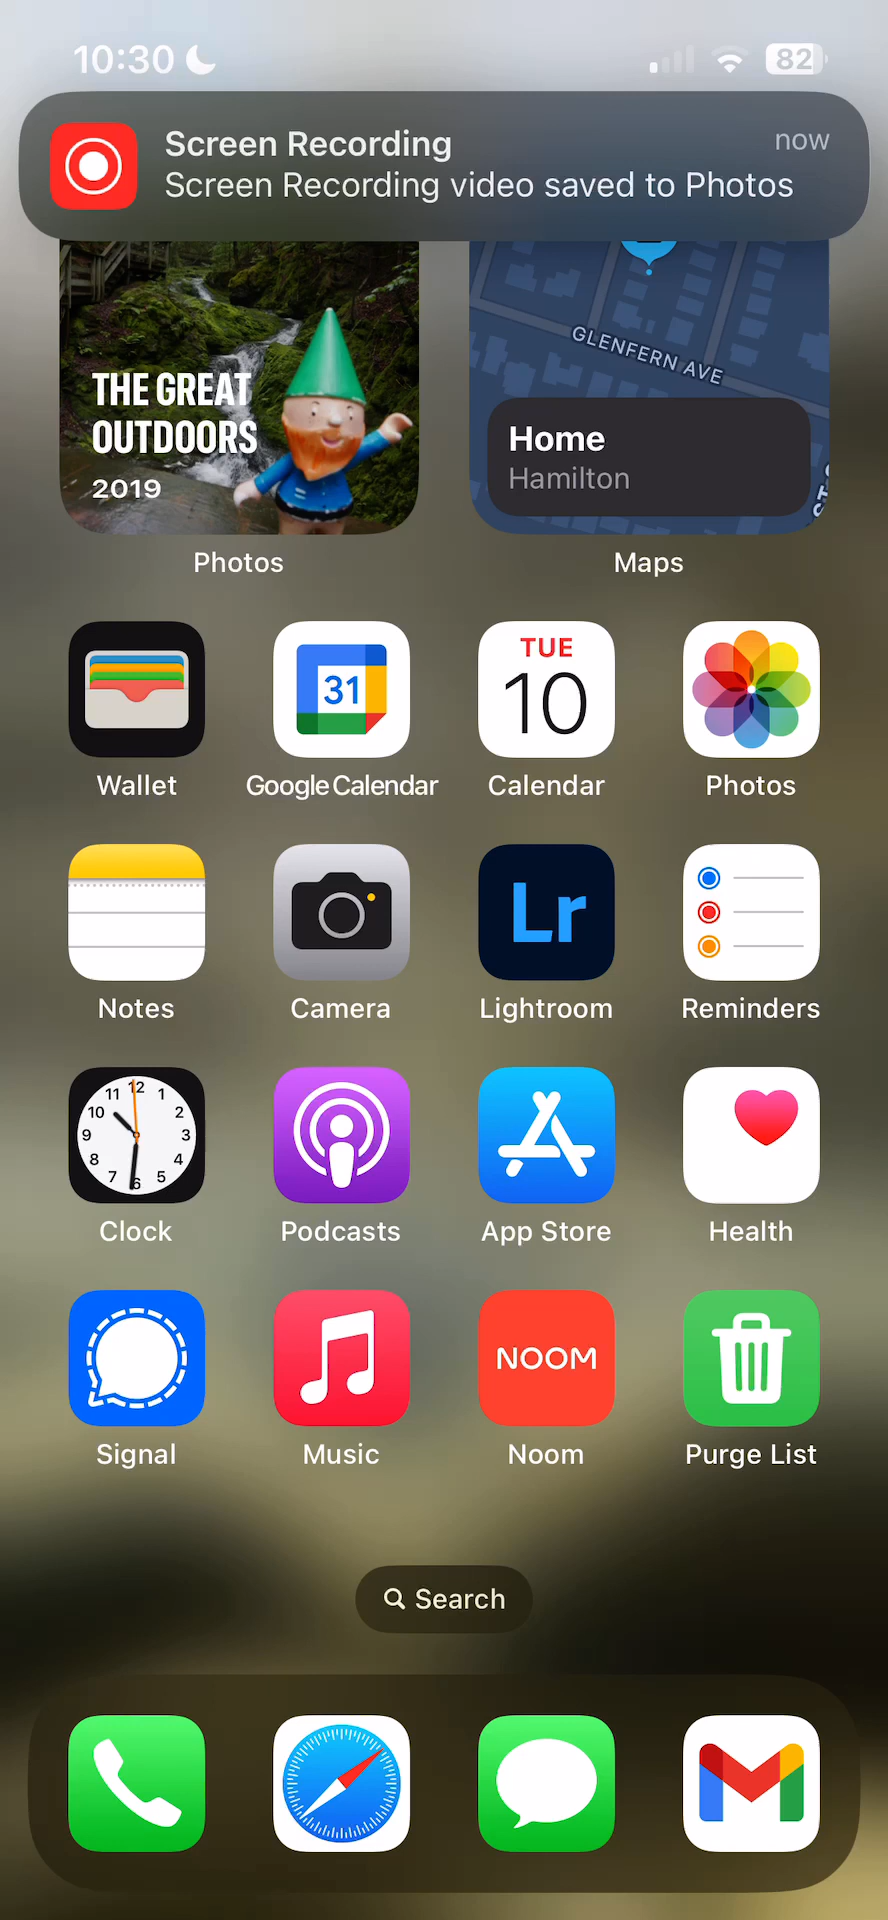 10:30
82
Screen Recording
now
Screen Recording video saved to Photos
THE GREAT
OUTDOORS
2019
GLENFERN AVE
Home
Hamilton
Photos
Maps
31
TUE
10
Wallet
Google Calendar
Calendar
Photos
Lr
Notes
Camera
Lightroom
Reminders
12
11
1
10
2
9
3
8
4
7
6
5
Clock
Podcasts
App Store
Health
NOOM
Signal
Music
Noom
Purge List
Search